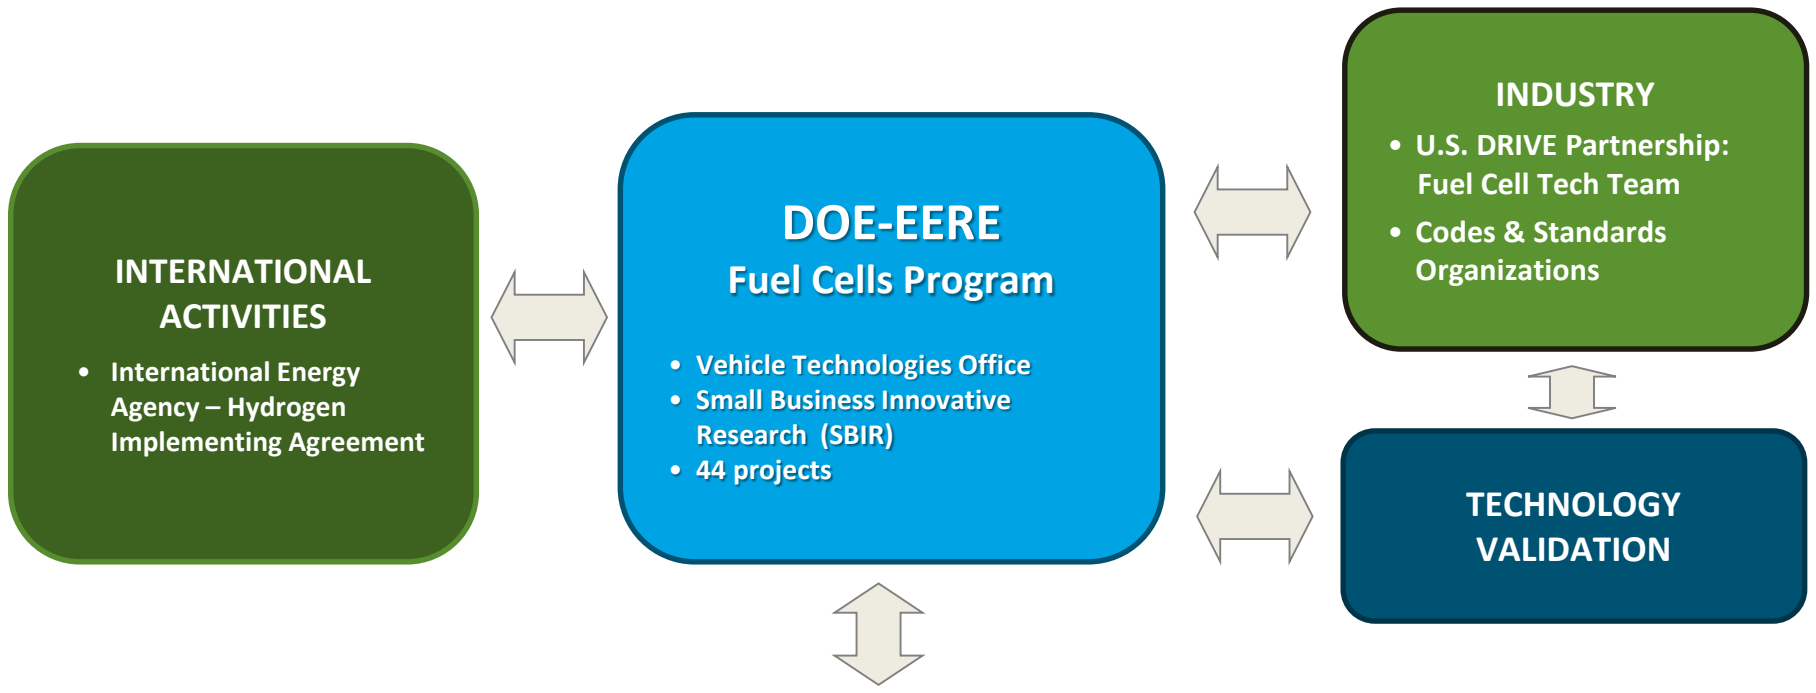 INTERNATIONAL
ACTIVITIES
• International Energy
Agency – Hydrogen
Implementing Agreement
DOE-EERE
Fuel Cells Program
• Vehicle Technologies Office
• Small Business Innovative
Research (SBIR)
• 44 projects
INDUSTRY
• U.S. DRIVE Partnership:
Fuel Cell Tech Team
• Codes & Standards
Organizations
TECHNOLOGY
VALIDATION